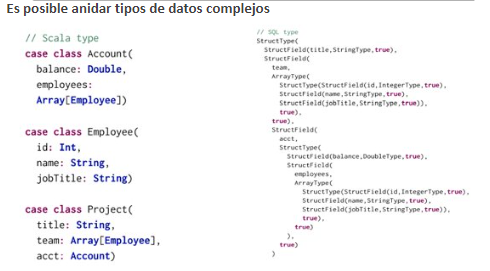 Es posible anidar tipos de datos complejos
// Scala type
case class Account(
balance: Double,
employees:
Array[Employee])
case class Employee(
id: Int,
name: String,
jobTitle: String)
case class Project(
title: String,
team: Array[Employee],
acct: Account)
// SQL type
StructType(
StructField(title,StringType,true),
StructField(
team,
ArrayType(
StructType(StructField(id,IntegerType,true),
StructField(name,StringType,true),
StructField(jobTitle,StringType,true)),
true),
true),
StructField(
acct,
StructType(
StructField(balance,DoubleType,true),
StructField(
employees,
ArrayType(
StructType(StructField(id,IntegerType,true),
StructField(name,StringType,true),
StructField(jobTitle,StringType,true)),
true),
true)
),
true)
)